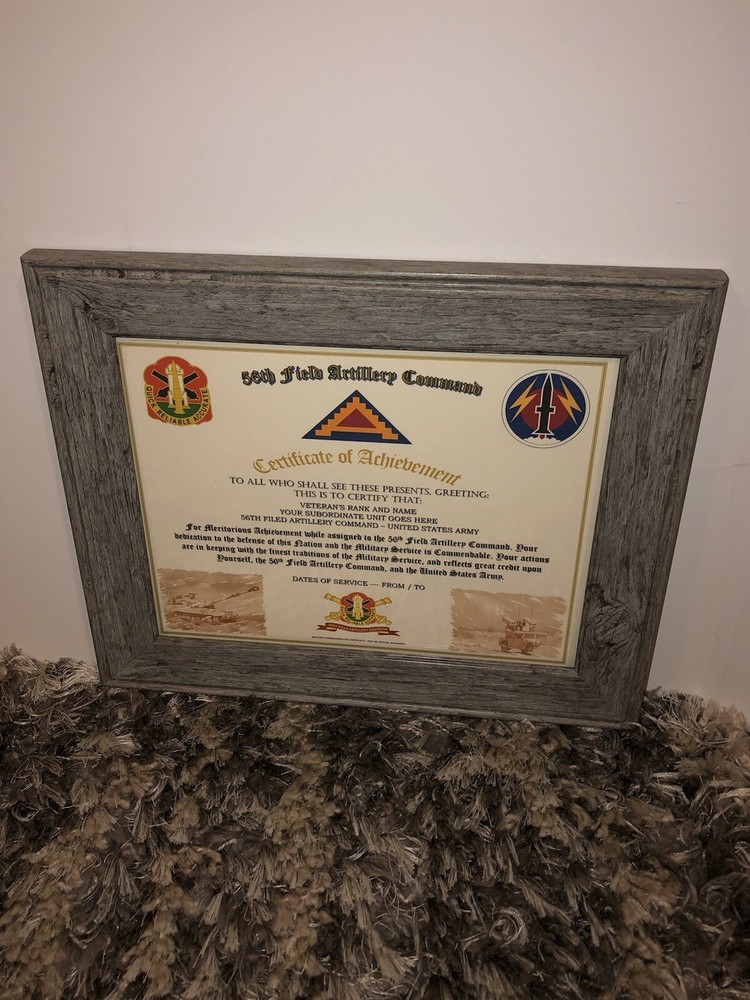 56th Field Artillery Command
QUICK RELIABLE ACCURATE
Certificate of Achievement
TO ALL WHO SHALL SEE THESE PRESENTS, GREETING:
THIS IS TO CERTIFY THAT:
VETERAN'S RANK AND NAME
YOUR SUBORDINATE UNIT GOES HERE
56TH FILED ARTILLERY COMMAND – UNITED STATES ARMY
For Meritorious Achievement while assigned to the 56th Field Artillery Command. Your
dedication to the defense of this Nation and the Military Service is Commendable. Your actions
are in keeping with the finest traditions of the Military Service, and reflects great credit upon
Yourself, the 56th Field Artillery Command, and the United States Army.
DATES OF SERVICE --- FROM / TO
QUICK RELIABLE ACCURATE